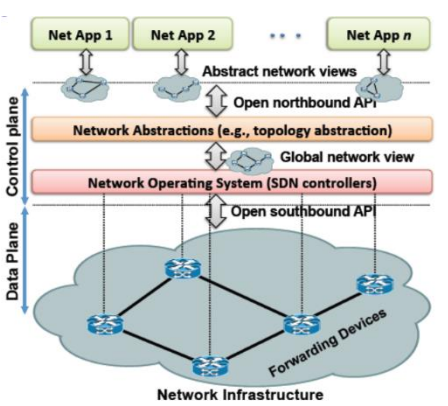 Net App 1
Net App 2
Net App n
Abstract network views
Open northbound API
Network Abstractions (e.g., topology abstraction)
Global network view
Network Operating System (SDN controllers)
Open southbound API
Control plane
Data Plane
Forwarding Devices
Network Infrastructure